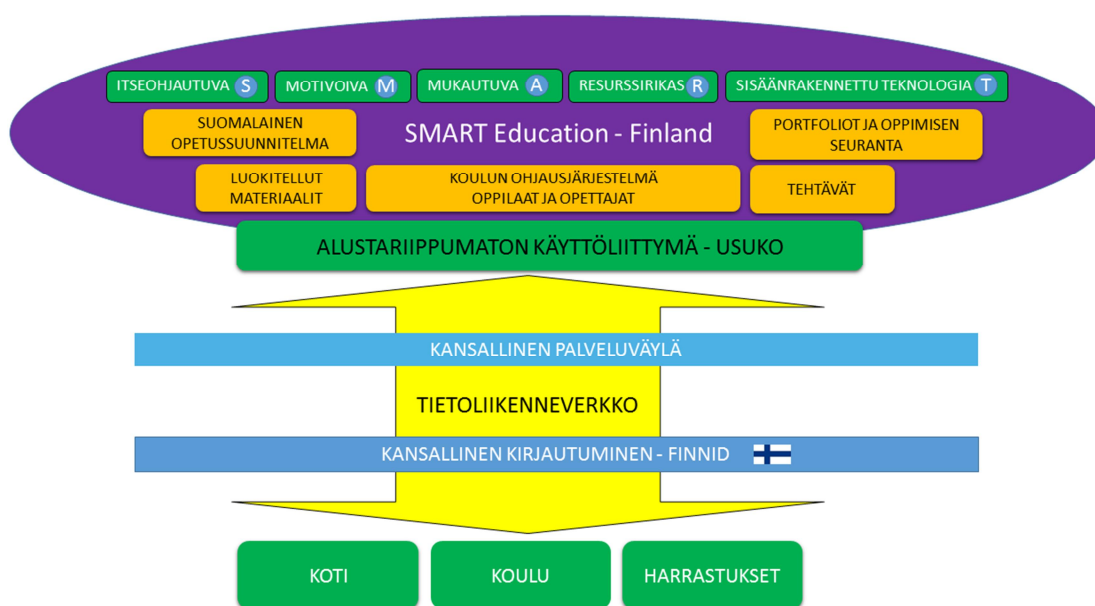 ITSEOHJAUTUVA S
MOTIVOIVA M
MUKAUTUVA A
RESURSSIRIKAS R
SISÄÄNRAKENNETTU TEKNOLOGIA T
SUOMALAINEN
OPETUSSUUNNITELMA
SMART Education - Finland
PORTFOLIOT JA OPPIMISEN
SEURANTA
LUOKITELLUT
MATERIAALIT
KOULUN OHJAUSJÄRJESTELMÄ
OPPILAAT JA OPETTAJAT
TEHTÄVÄT
ALUSTARIIPPUMATON KÄYTTÖLIITTYMÄ - USUKO
KANSALLINEN PALVELUVÄYLÄ
TIETOLIIKENNEVERKKO
KANSALLINEN KIRJAUTUMINEN - FINNID
KOTI
KOULU
HARRASTUKSET